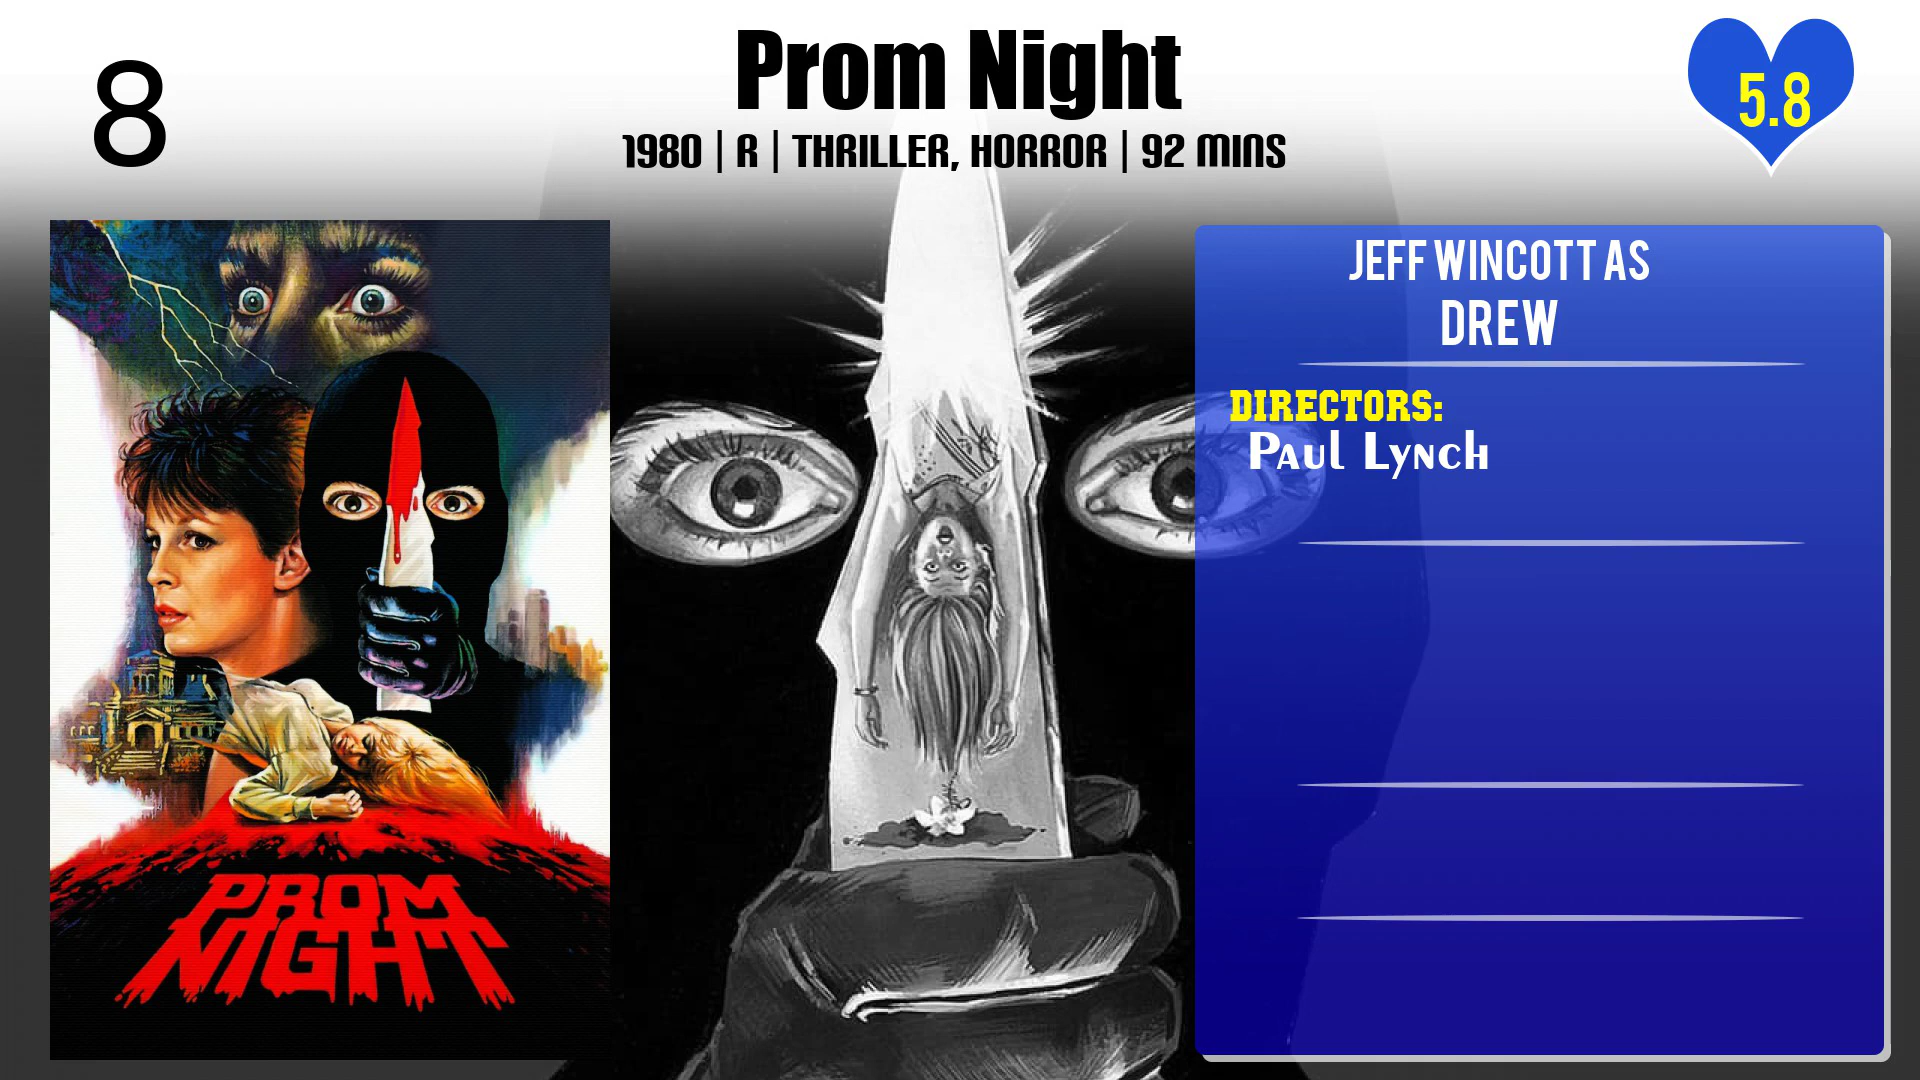 8
Prom Night
1980 | R | THRILLER, HORROR | 92 MINS
5.8
PROM
NIGHT
JEFF WINCOTT AS
DREW
DIRECTORS:
Paul Lynch